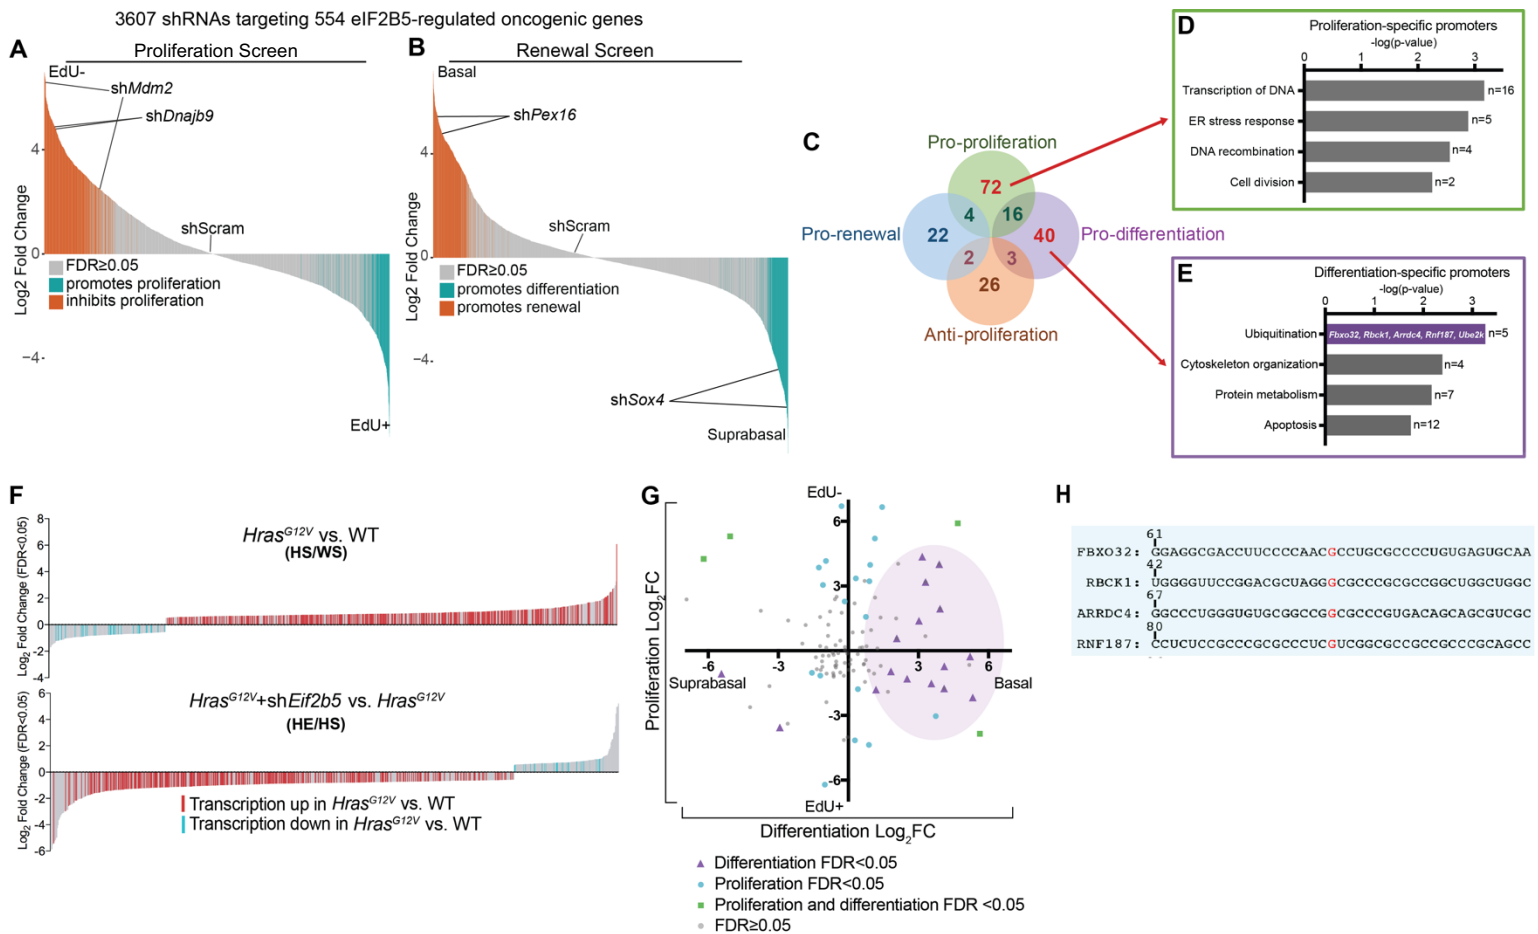 3607 shRNAs targeting 554 eIF2B5-regulated oncogenic genes
A
Proliferation Screen
EdU-
shMdm2
shDnajb9
4
shScram
0
FDR≥0.05
promotes proliferation
inhibits proliferation
−4
Log2 Fold Change
EdU+
B
Renewal Screen
Basal
shPex16
4
shScram
0
FDR≥0.05
promotes differentiation
promotes renewal
−4
Log2 Fold Change
shSox4
Suprabasal
C
Pro-proliferation
72
4
16
Pro-renewal
22
40
Pro-differentiation
2
3
26
Anti-proliferation
D
Proliferation-specific promoters
-log(p-value)
0 1 2 3
Transcription of DNA n=16
ER stress response n=5
DNA recombination n=4
Cell division n=2
E
Differentiation-specific promoters
-log(p-value)
0 1 2 3
Ubiquitination Fbxo32, Rbck1, Arrdc4, Rnf187, Ube2k n=5
Cytoskeleton organization n=4
Protein metabolism n=7
Apoptosis n=12
F
Log2 Fold Change (FDR<0.05)
8
6
4
2
0
-2
-4
HrasG12V vs. WT
(HS/WS)
Log2 Fold Change (FDR<0.05)
6
4
2
0
-2
-4
-6
HrasG12V+shEif2b5 vs. HrasG12V
(HE/HS)
Transcription up in HrasG12V vs. WT
Transcription down in HrasG12V vs. WT
G
EdU-
6
3
-6 -3 3 6
Suprabasal
Basal
-3
-6
EdU+
Proliferation Log2FC
Differentiation Log2FC
Differentiation FDR<0.05
Proliferation FDR<0.05
Proliferation and differentiation FDR <0.05
FDR≥0.05
H
61
FBXO32: GGAGGCGACCUUCCCCAACGCCUGCGCCCCUGUGAGUGCAA
42
RBCK1: UGGGGUUCCGGACGCUAGGGCGCCCGCGCCGGCUGGCUGGC
67
ARRDC4: GGCCCUGGGUGUGCGGCCGGCGCCCGUGACAGCAGCGUCGC
80
RNF187: CCUCUCCGCCCGCGCCCUCGUCGGCGCCGCCGCCCGCAGCC